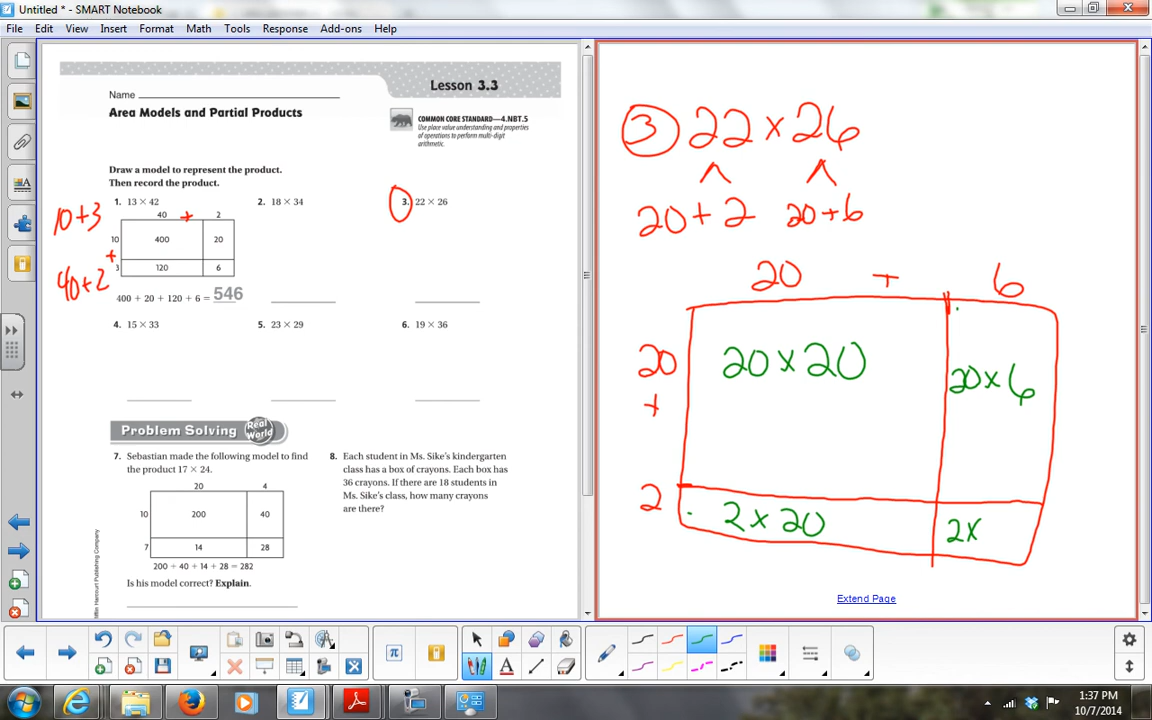 Untitled * - SMART Notebook
File Edit View Insert Format Math Tools Response Add-ons Help
Lesson 3.3
Name
Area Models and Partial Products
COMMON CORE STANDARD—4.NBT.5
Use place value understanding and properties
of operations to perform multi-digit
arithmetic.
Draw a model to represent the product.
Then record the product.
1. 13 × 42
2. 18 × 34
3. 22 × 26
10+3
40+2
40 + 2
10 400 20
+
3 120 6
400 + 20 + 120 + 6 = 546
4. 15 × 33
5. 23 × 29
6. 19 × 36
Problem Solving Real World
7. Sebastian made the following model to find
the product 17 × 24.
20 4
10 200 40
7 14 28
200 + 40 + 14 + 28 = 282
Is his model correct? Explain.
8. Each student in Ms. Sike's kindergarten
class has a box of crayons. Each box has
36 crayons. If there are 18 students in
Ms. Sike's class, how many crayons
are there?
3 22 × 26
20+2 20+6
20 + 6
20 20×20 20×6
+
2 2×20 2×
Extend Page
1:37 PM
10/7/2014